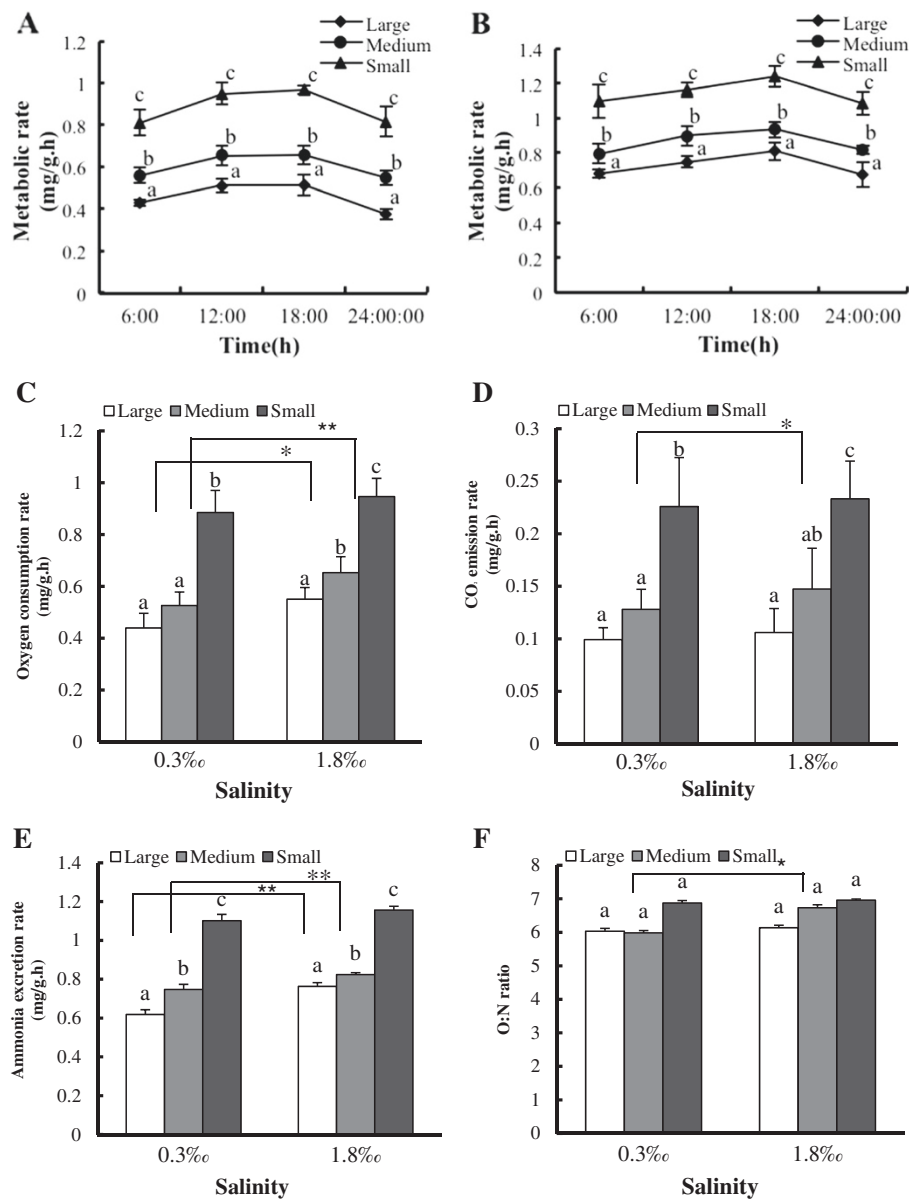 A
Large
Medium
Small
Metabolic rate
(mg/g.h)
1.2
1
0.8
0.6
0.4
0.2
0
c
c
c
c
b
b
b
b
a
a
a
a
6:00
12:00
18:00
24:00:00
Time(h)
B
Large
Medium
Small
Metabolic rate
(mg/g.h)
1.4
1.2
1
0.8
0.6
0.4
0.2
0
c
c
c
c
b
b
b
b
a
a
a
a
6:00
12:00
18:00
24:00:00
Time(h)
C
Large Medium Small
Oxygen consumption rate
(mg/g.h)
1.2
1
0.8
0.6
0.4
0.2
0
**
*
a
a
b
a
b
c
0.3‰
1.8‰
Salinity
D
Large Medium Small
CO. emission rate
(mg/g.h)
0.3
0.25
0.2
0.15
0.1
0.05
0
*
a
a
b
a
ab
c
0.3‰
1.8‰
Salinity
E
Large Medium Small
Ammonia excretion rate
(mg/g.h)
1.4
1.2
1
0.8
0.6
0.4
0.2
0
**
**
a
b
c
a
b
c
0.3‰
1.8‰
Salinity
F
Large Medium Small
O:N ratio
8
7
6
5
4
3
2
1
0
*
a
a
a
a
a
a
0.3‰
1.8‰
Salinity